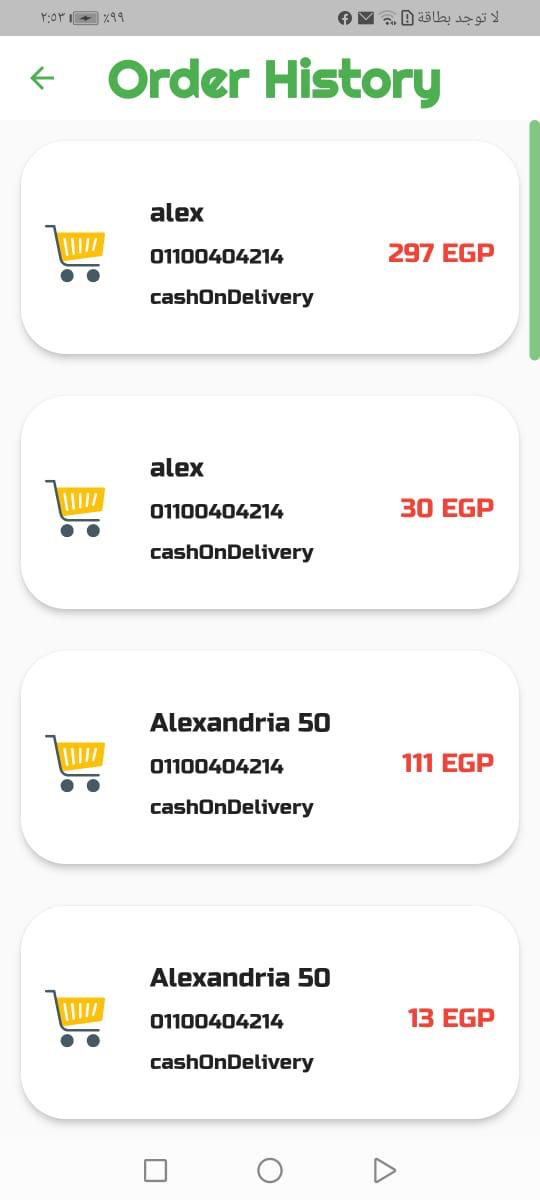 ٢:٥٣ ٪٩٩ لا توجد بطاقة
Order History
alex
01100404214
297 EGP
cashOnDelivery
alex
01100404214
30 EGP
cashOnDelivery
Alexandria 50
01100404214
111 EGP
cashOnDelivery
Alexandria 50
01100404214
13 EGP
cashOnDelivery